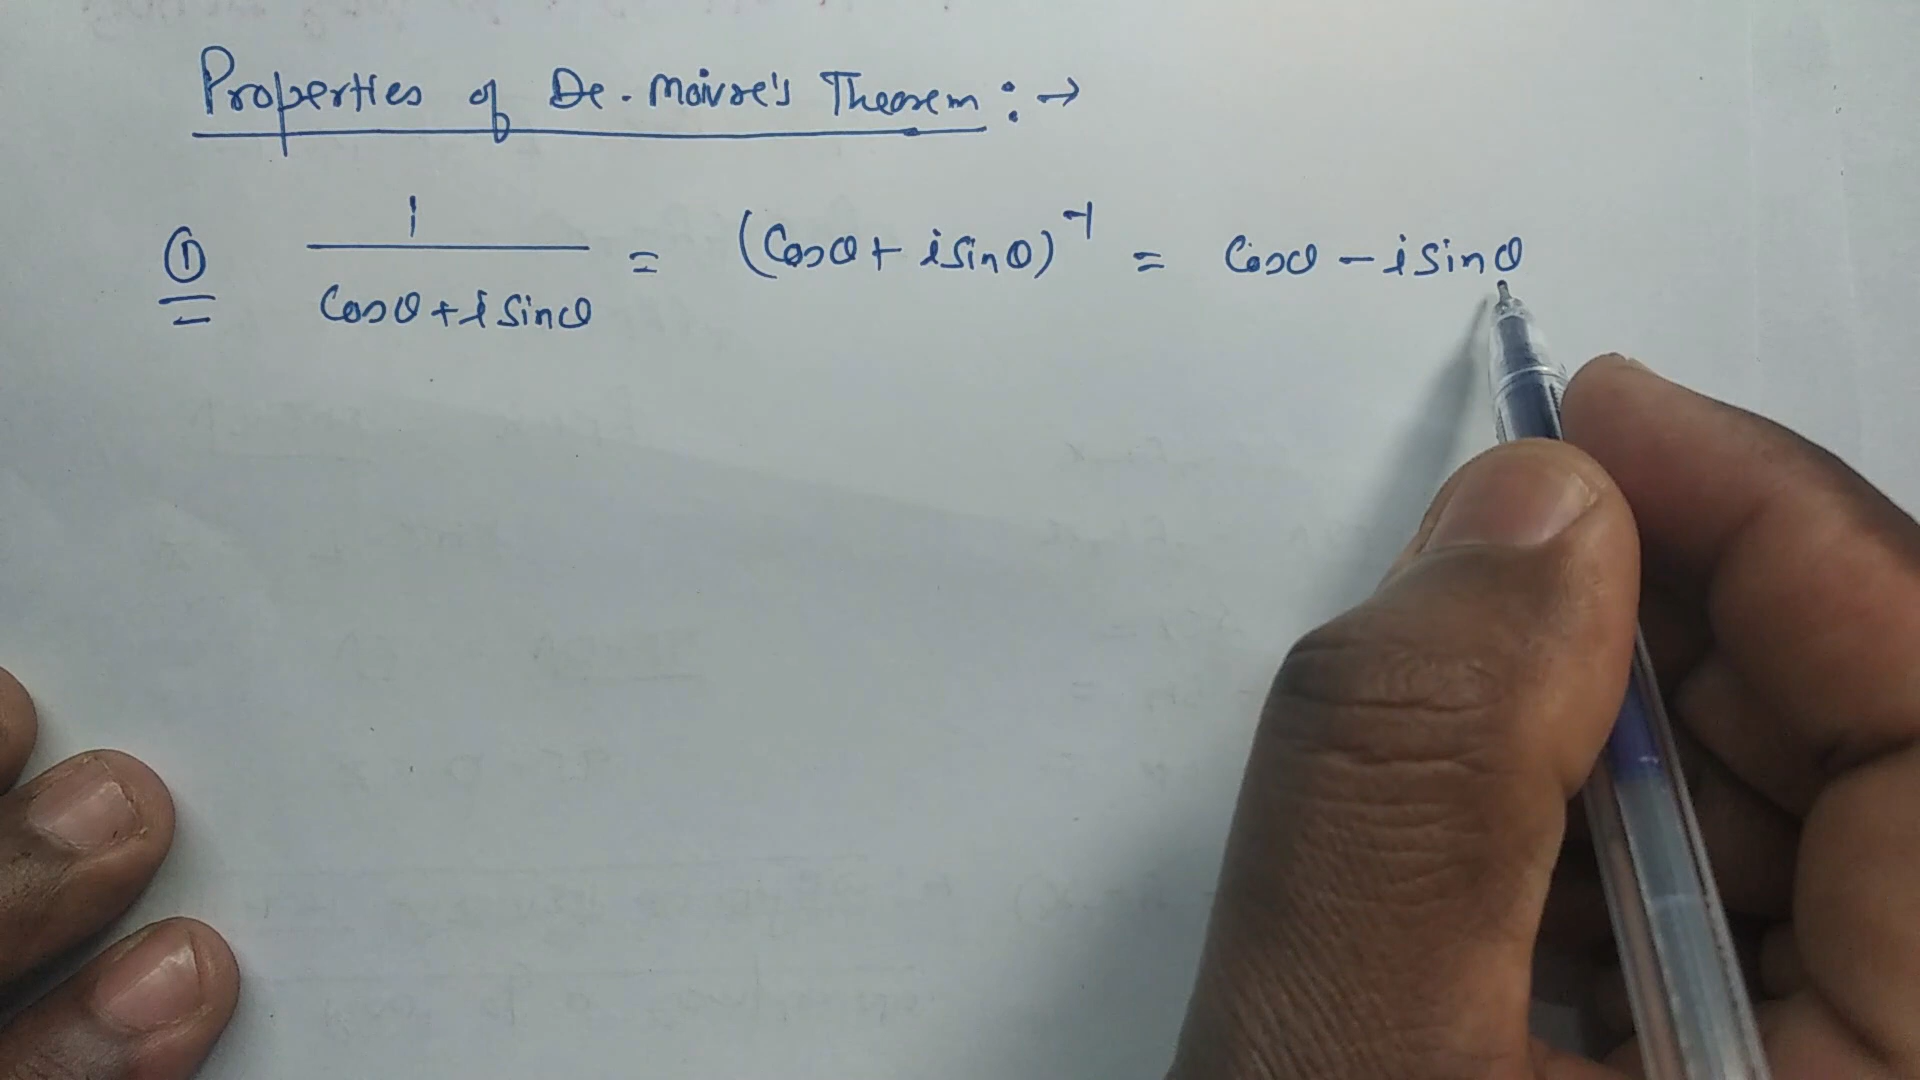 Properties of De. Moivre's Theorem : →
① 1/(Cosθ + i Sinθ) = (Cosθ + i Sinθ)^-1 = Cosθ - i Sinθ